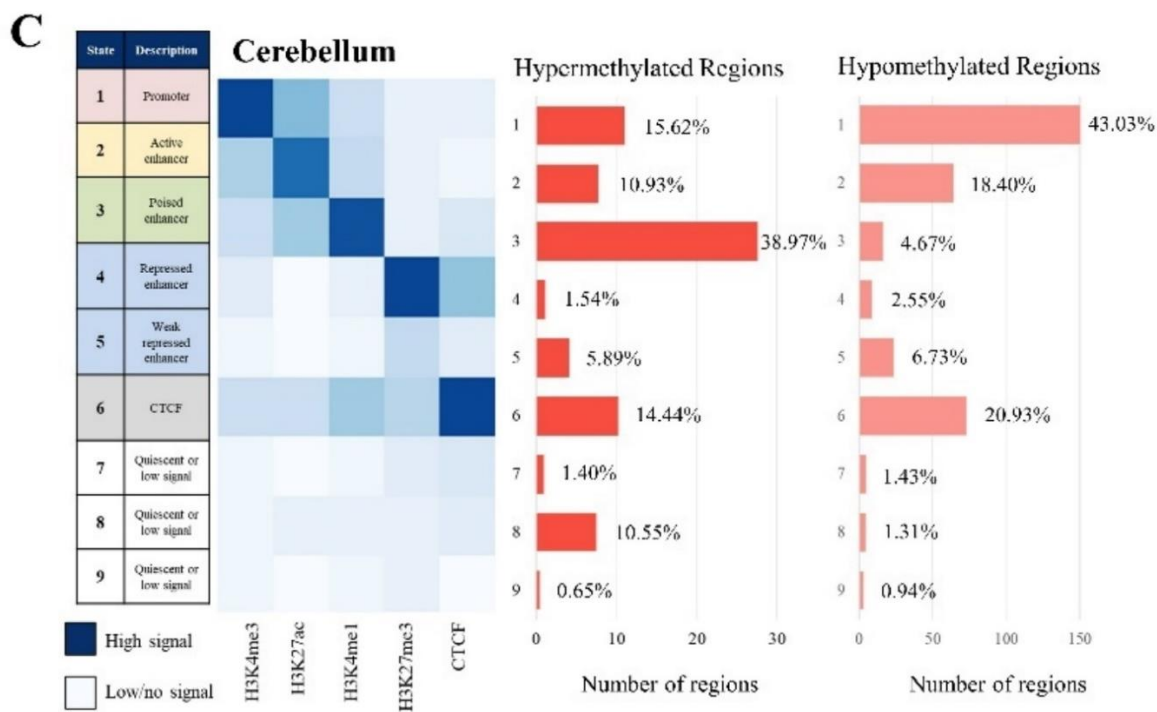 C
State Description
1 Promoter
2 Active
enhancer
3 Poised
enhancer
4 Repressed
enhancer
5 Weak
repressed
enhancer
6 CTCF
7 Quiescent or
low signal
8 Quiescent or
low signal
9 Quiescent or
low signal
High signal
Low/no signal
Cerebellum
H3K4me3
H3K27ac
H3K4me1
H3K27mc3
CTCF
Hypermethylated Regions
1 15.62%
2 10.93%
3 38.97%
4 1.54%
5 5.89%
6 14.44%
7 1.40%
8 10.55%
9 0.65%
0 10 20 30
Number of regions
Hypomethylated Regions
1 43.03%
2 18.40%
3 4.67%
4 2.55%
5 6.73%
6 20.93%
7 1.43%
8 1.31%
9 0.94%
0 50 100 150
Number of regions